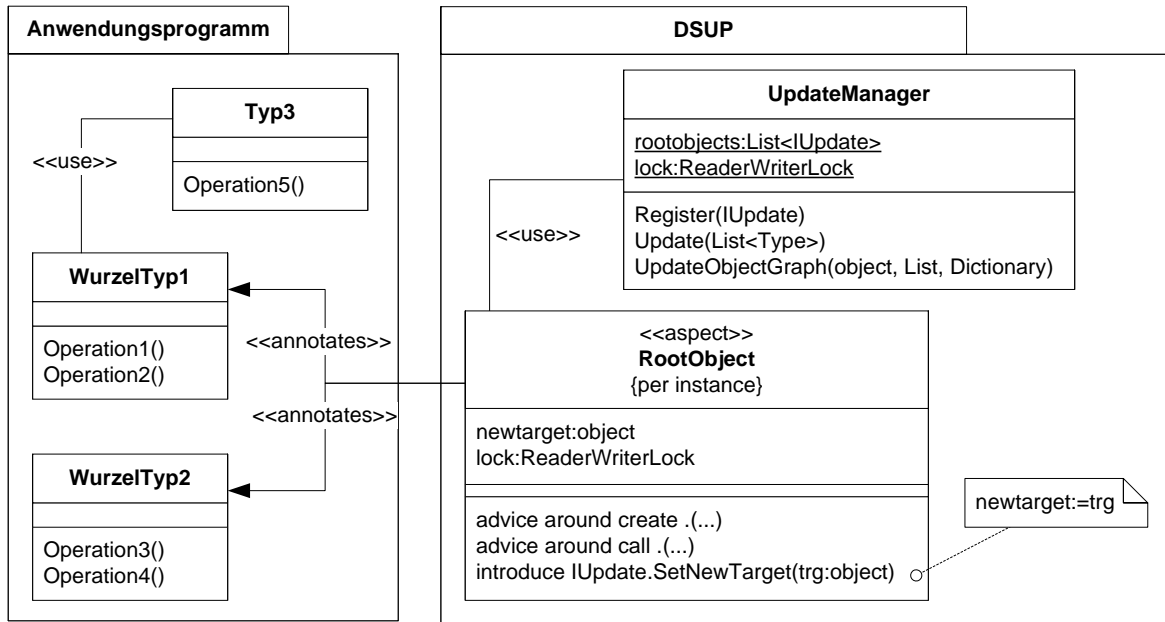 Anwendungsprogramm
Typ3
Operation5()
<<use>>
WurzelTyp1
Operation1()
Operation2()
<<annotates>>
<<annotates>>
WurzelTyp2
Operation3()
Operation4()
DSUP
UpdateManager
rootobjects:List<IUpdate>
lock:ReaderWriterLock
Register(IUpdate)
Update(List<Type>)
UpdateObjectGraph(object, List, Dictionary)
<<use>>
<<aspect>>
RootObject
{per instance}
newtarget:object
lock:ReaderWriterLock
advice around create .(...)
advice around call .(...)
introduce IUpdate.SetNewTarget(trg:object)
newtarget:=trg